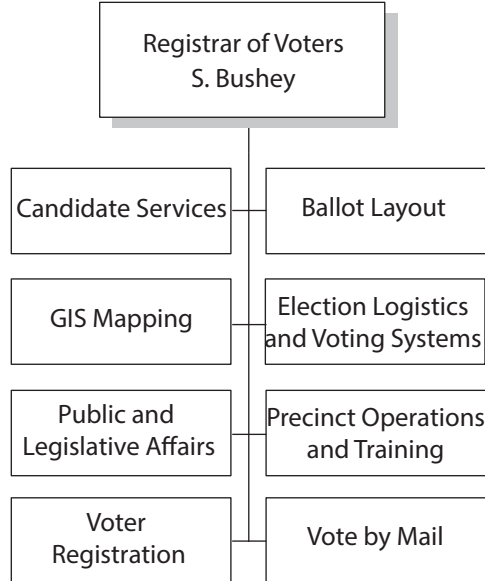 Registrar of Voters
S. Bushey
Candidate Services
Ballot Layout
GIS Mapping
Election Logistics
and Voting Systems
Public and
Legislative Affairs
Precinct Operations
and Training
Voter
Registration
Vote by Mail